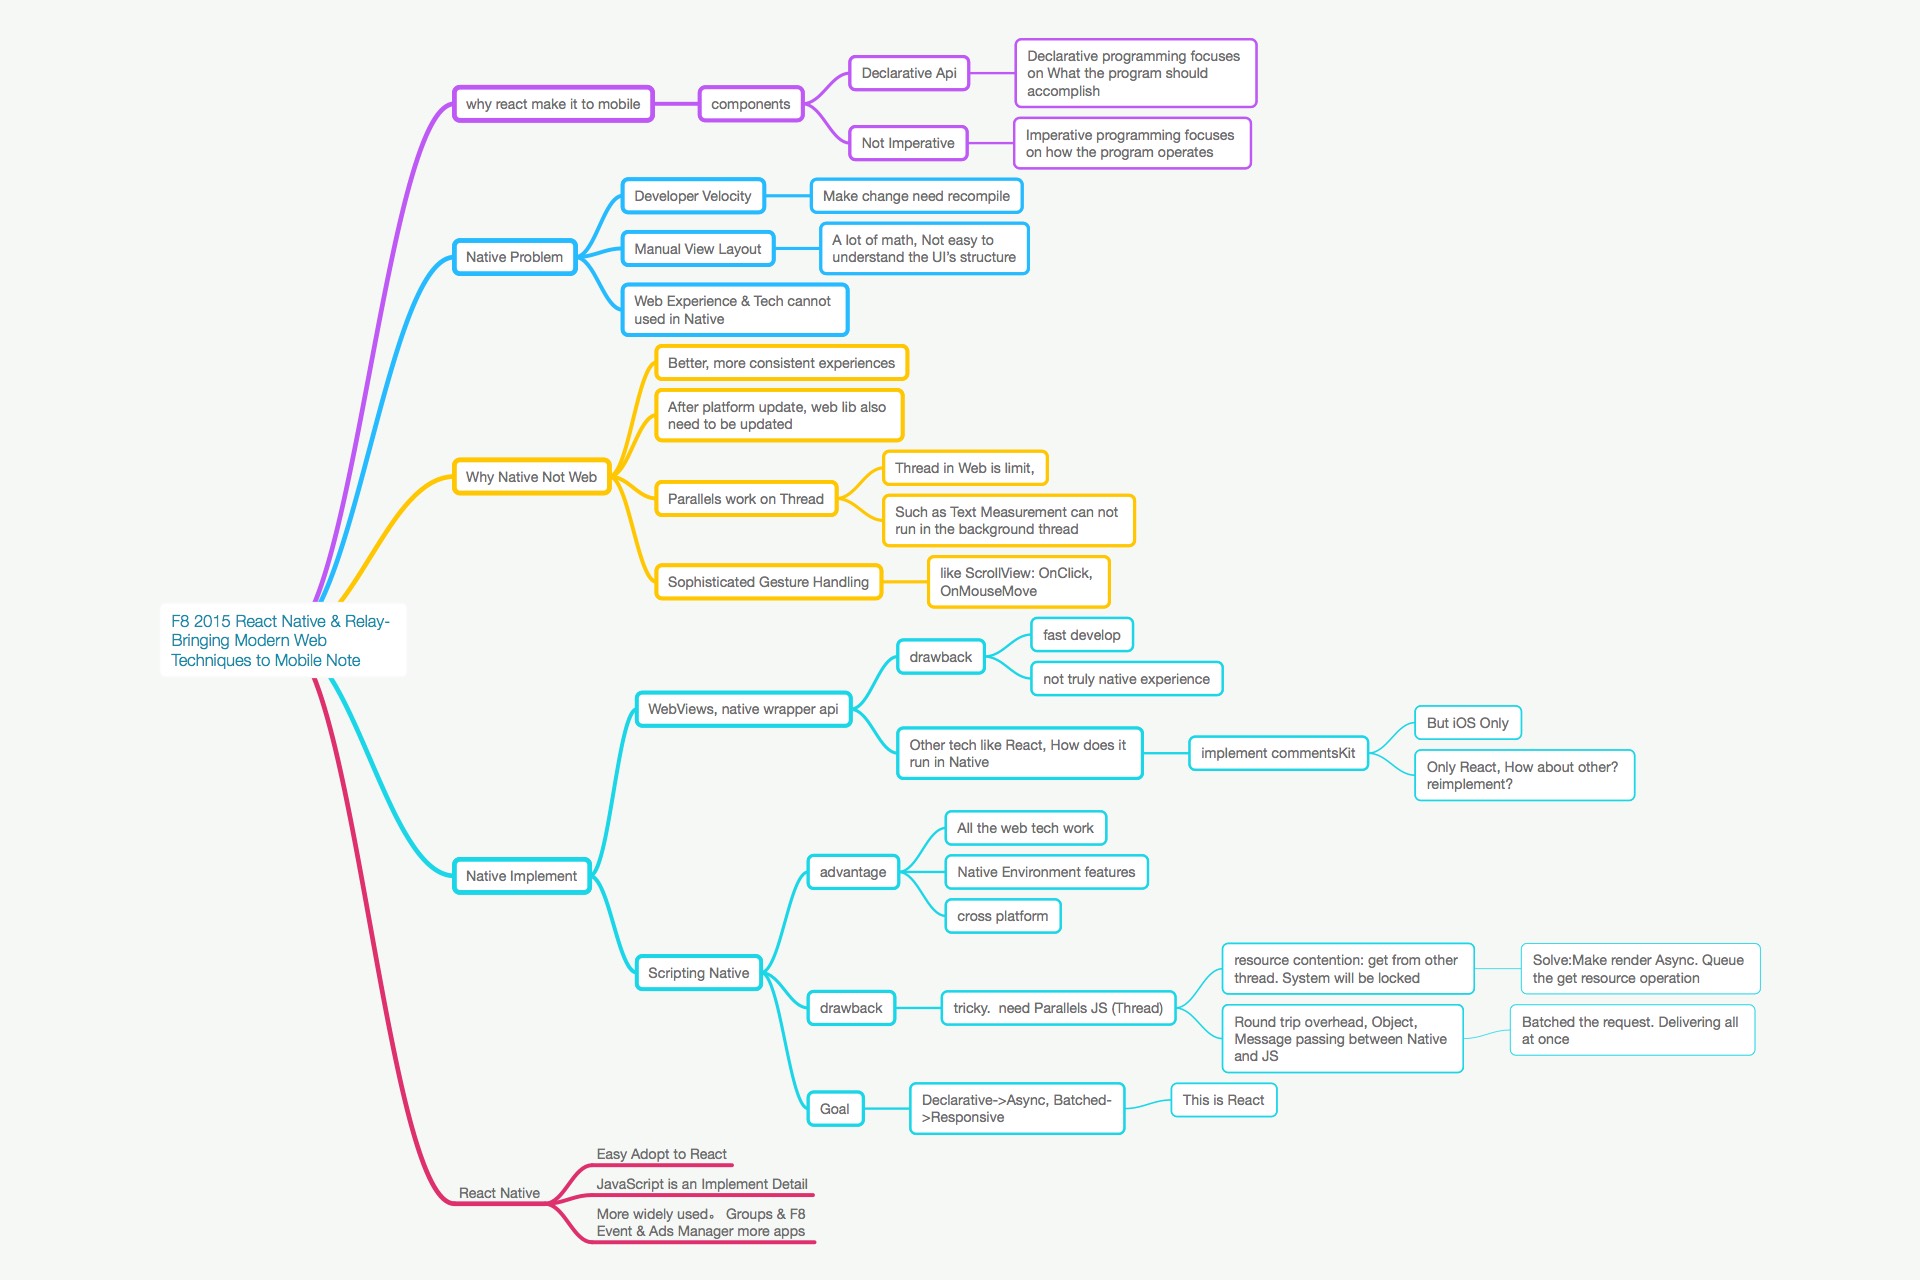 Declarative programming focuses
on What the program should
accomplish
Declarative Api
why react make it to mobile
components
Not Imperative
Imperative programming focuses
on how the program operates
Developer Velocity
Make change need recompile
Native Problem
Manual View Layout
A lot of math, Not easy to
understand the UI's structure
Web Experience & Tech cannot
used in Native
Better, more consistent experiences
After platform update, web lib also
need to be updated
Why Native Not Web
Parallels work on Thread
Thread in Web is limit,
Such as Text Measurement can not
run in the background thread
Sophisticated Gesture Handling
like ScrollView: OnClick,
OnMouseMove
F8 2015 React Native & Relay-
Bringing Modern Web
Techniques to Mobile Note
fast develop
drawback
not truly native experience
WebViews, native wrapper api
Other tech like React, How does it
run in Native
implement commentsKit
But iOS Only
Only React, How about other?
reimplement?
Native Implement
All the web tech work
advantage
Native Environment features
cross platform
Scripting Native
drawback
tricky.  need Parallels JS (Thread)
resource contention: get from other
thread. System will be locked
Solve:Make render Async. Queue
the get resource operation
Round trip overhead, Object,
Message passing between Native
and JS
Batched the request. Delivering all
at once
Goal
Declarative->Async, Batched-
>Responsive
This is React
React Native
Easy Adopt to React
JavaScript is an Implement Detail
More widely used。 Groups & F8
Event & Ads Manager more apps